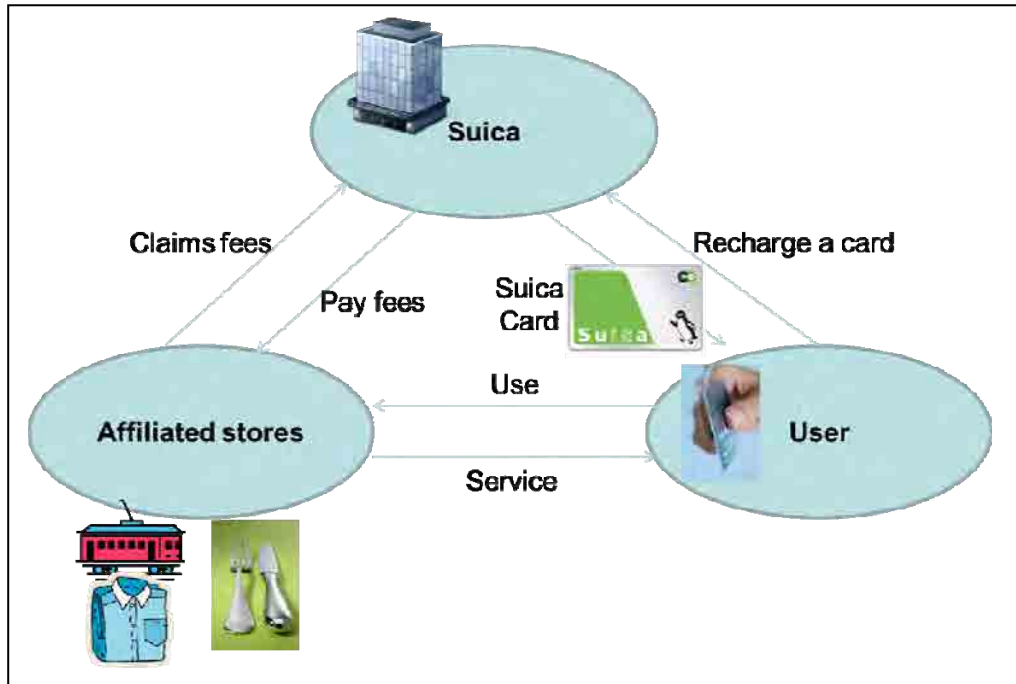 Suica
Claims fees
Recharge a card
Pay fees
Suica
Card
Suica
Use
Affiliated stores
User
Service